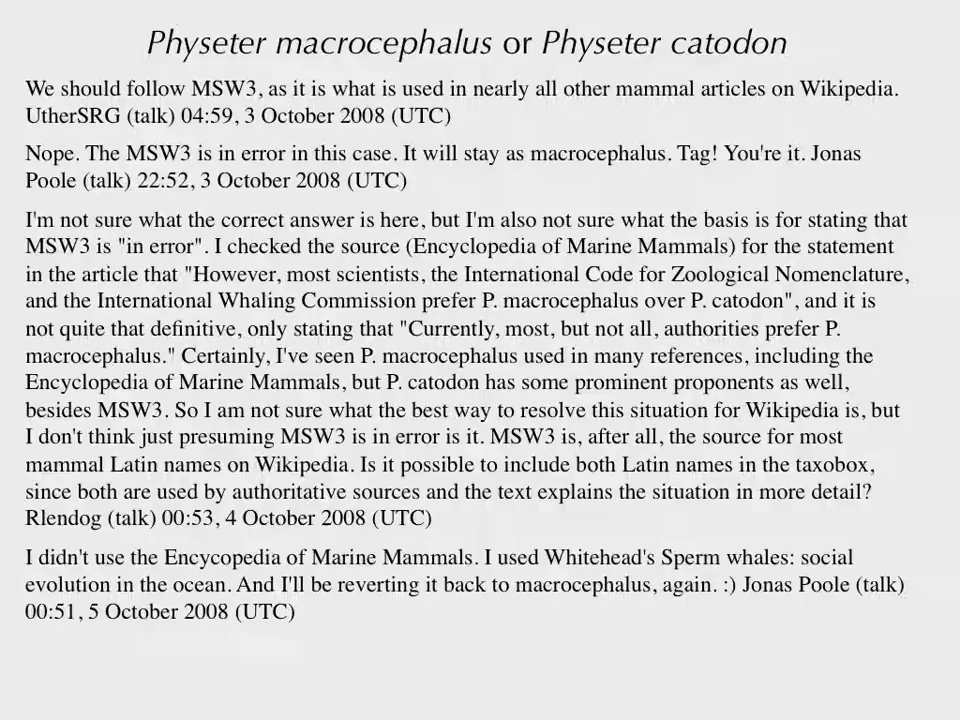 Physeter macrocephalus or Physeter catodon
We should follow MSW3, as it is what is used in nearly all other mammal articles on Wikipedia.
UtherSRG (talk) 04:59, 3 October 2008 (UTC)
Nope. The MSW3 is in error in this case. It will stay as macrocephalus. Tag! You're it. Jonas
Poole (talk) 22:52, 3 October 2008 (UTC)
I'm not sure what the correct answer is here, but I'm also not sure what the basis is for stating that
MSW3 is "in error". I checked the source (Encyclopedia of Marine Mammals) for the statement
in the article that "However, most scientists, the International Code for Zoological Nomenclature,
and the International Whaling Commission prefer P. macrocephalus over P. catodon", and it is
not quite that definitive, only stating that "Currently, most, but not all, authorities prefer P.
macrocephalus." Certainly, I've seen P. macrocephalus used in many references, including the
Encyclopedia of Marine Mammals, but P. catodon has some prominent proponents as well,
besides MSW3. So I am not sure what the best way to resolve this situation for Wikipedia is, but
I don't think just presuming MSW3 is in error is it. MSW3 is, after all, the source for most
mammal Latin names on Wikipedia. Is it possible to include both Latin names in the taxobox,
since both are used by authoritative sources and the text explains the situation in more detail?
Rlendog (talk) 00:53, 4 October 2008 (UTC)
I didn't use the Encycopedia of Marine Mammals. I used Whitehead's Sperm whales: social
evolution in the ocean. And I'll be reverting it back to macrocephalus, again. :) Jonas Poole (talk)
00:51, 5 October 2008 (UTC)